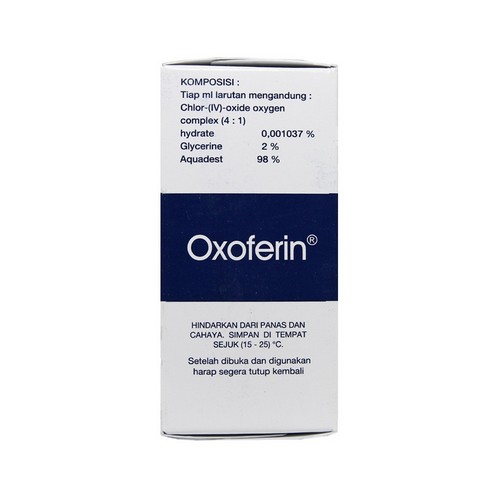 KOMPOSISI :
Tiap ml larutan mengandung :
Chlor-(IV)-oxide oxygen
complex (4 : 1)
hydrate 0,001037 %
Glycerine 2 %
Aquadest 98 %
Oxoferin®
HINDARKAN DARI PANAS DAN
CAHAYA. SIMPAN DI TEMPAT
SEJUK (15 - 25) °C.
Setelah dibuka dan digunakan
harap segera tutup kembali